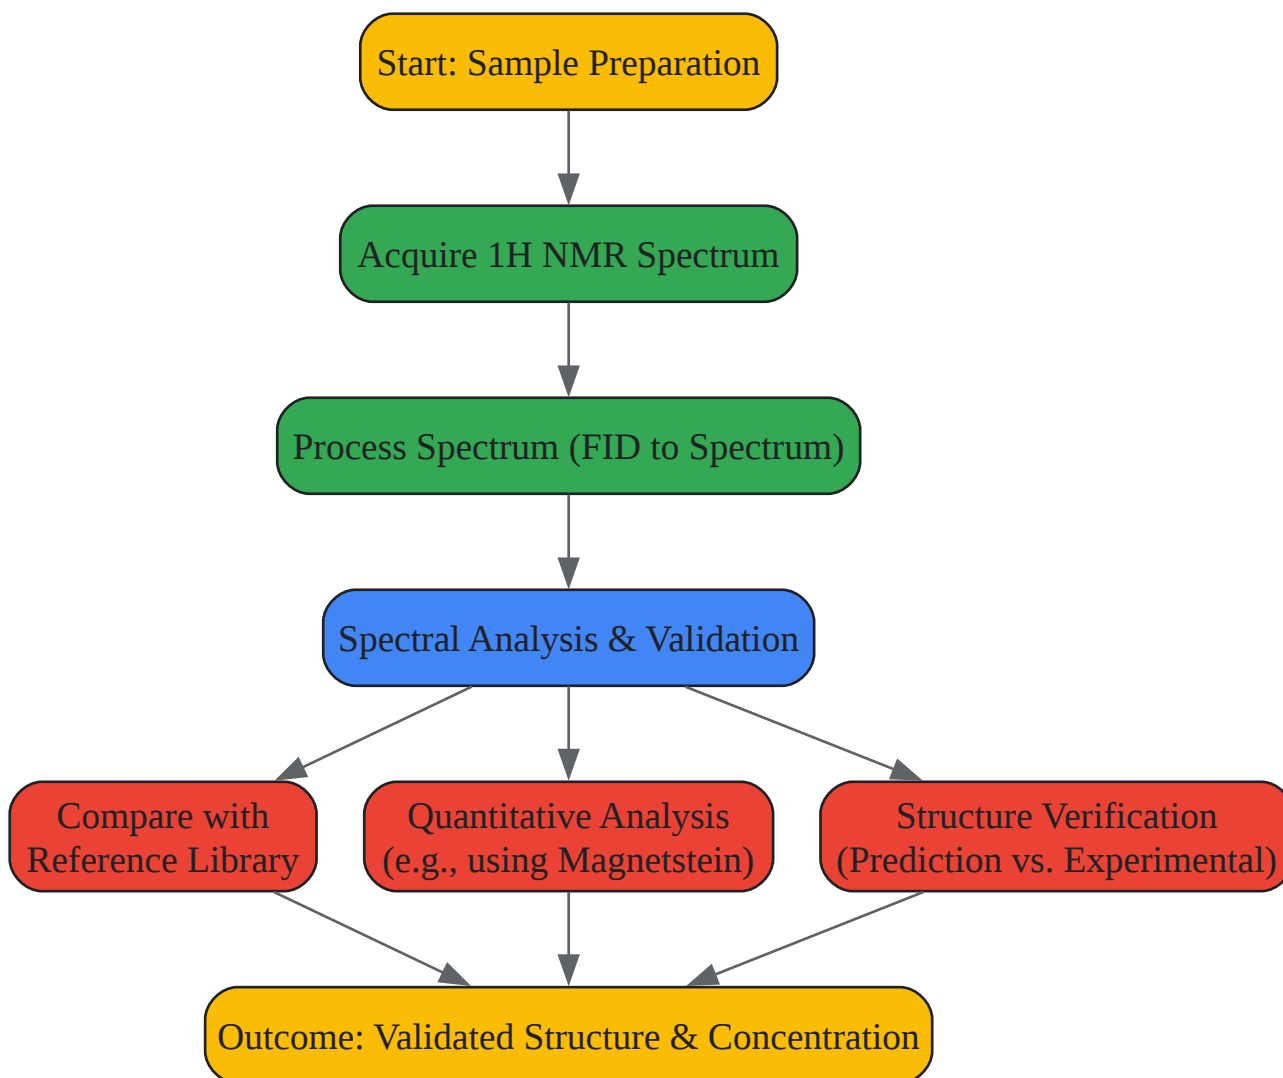 Start: Sample Preparation
Acquire 1H NMR Spectrum
Process Spectrum (FID to Spectrum)
Spectral Analysis & Validation
Compare with
Reference Library
Quantitative Analysis
(e.g., using Magnetstein)
Structure Verification
(Prediction vs. Experimental)
Outcome: Validated Structure & Concentration